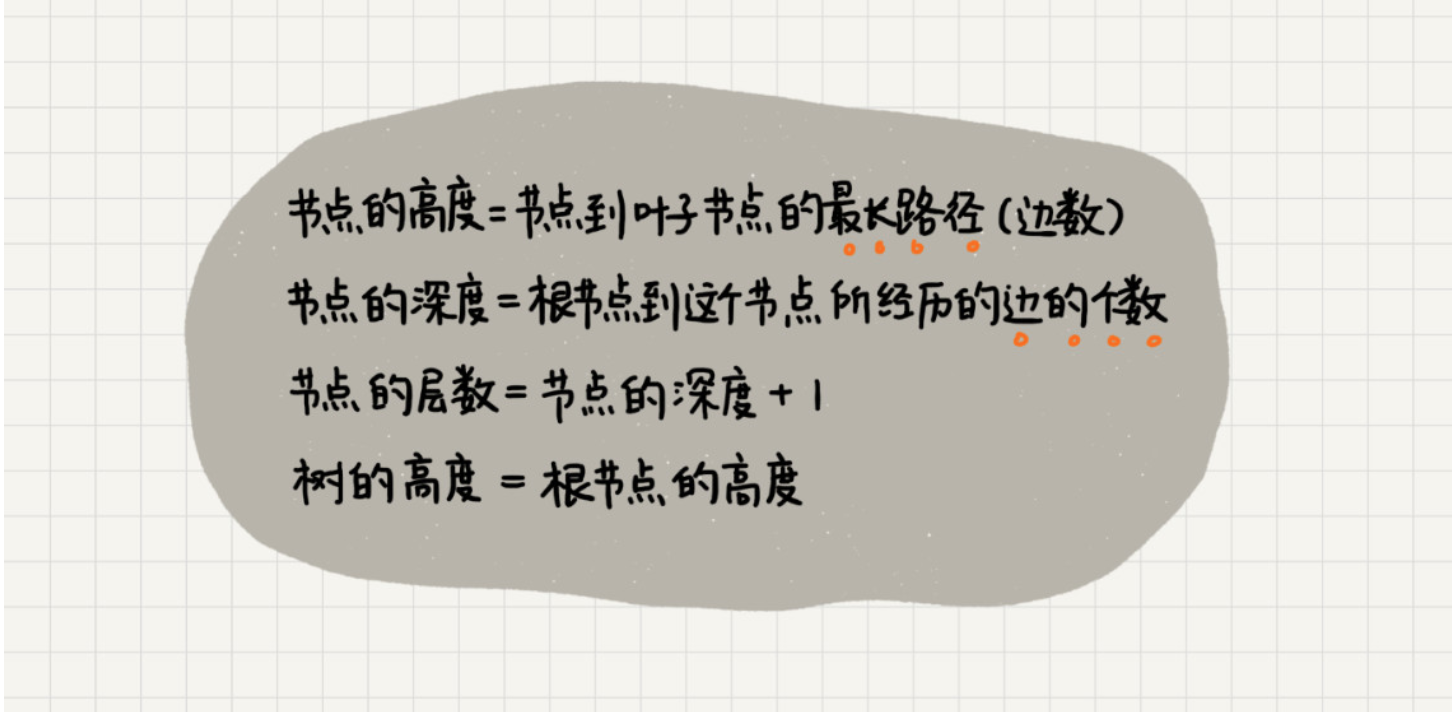 节点的高度=节点到叶子节点的最长路径(边数)
节点的深度=根节点到这个节点所经历的边的个数
节点的层数=节点的深度+1
树的高度=根节点的高度